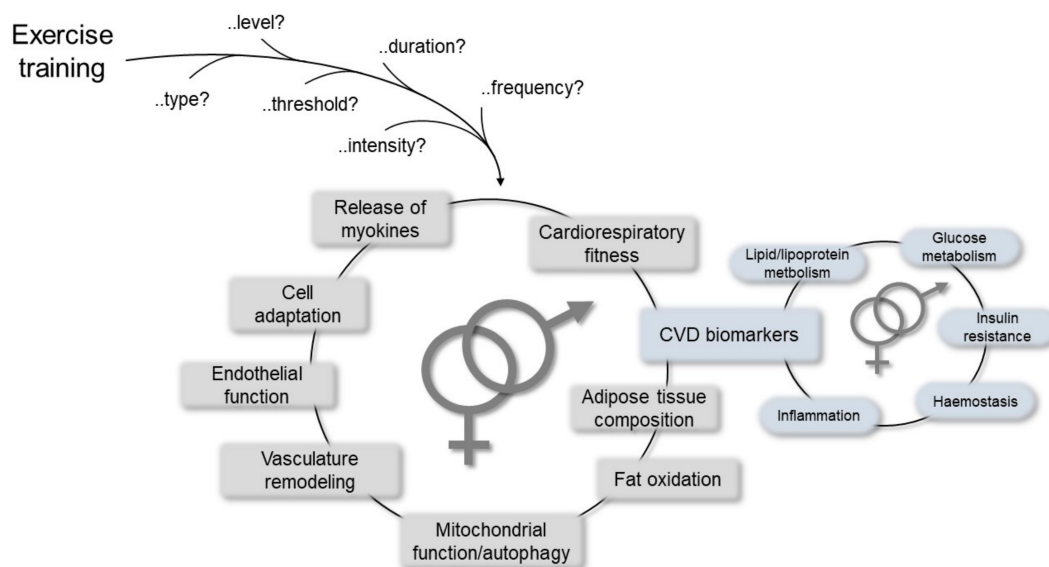 Exercise
training
..level?
..type?
..duration?
..threshold?
..frequency?
..intensity?
Release of
myokines
Cardiorespiratory
fitness
Cell
adaptation
Endothelial
function
Vasculature
remodeling
Mitochondrial
function/autophagy
Fat oxidation
Adipose tissue
composition
CVD biomarkers
Lipid/lipoprotein
metbolism
Glucose
metabolism
Insulin
resistance
Haemostasis
Inflammation